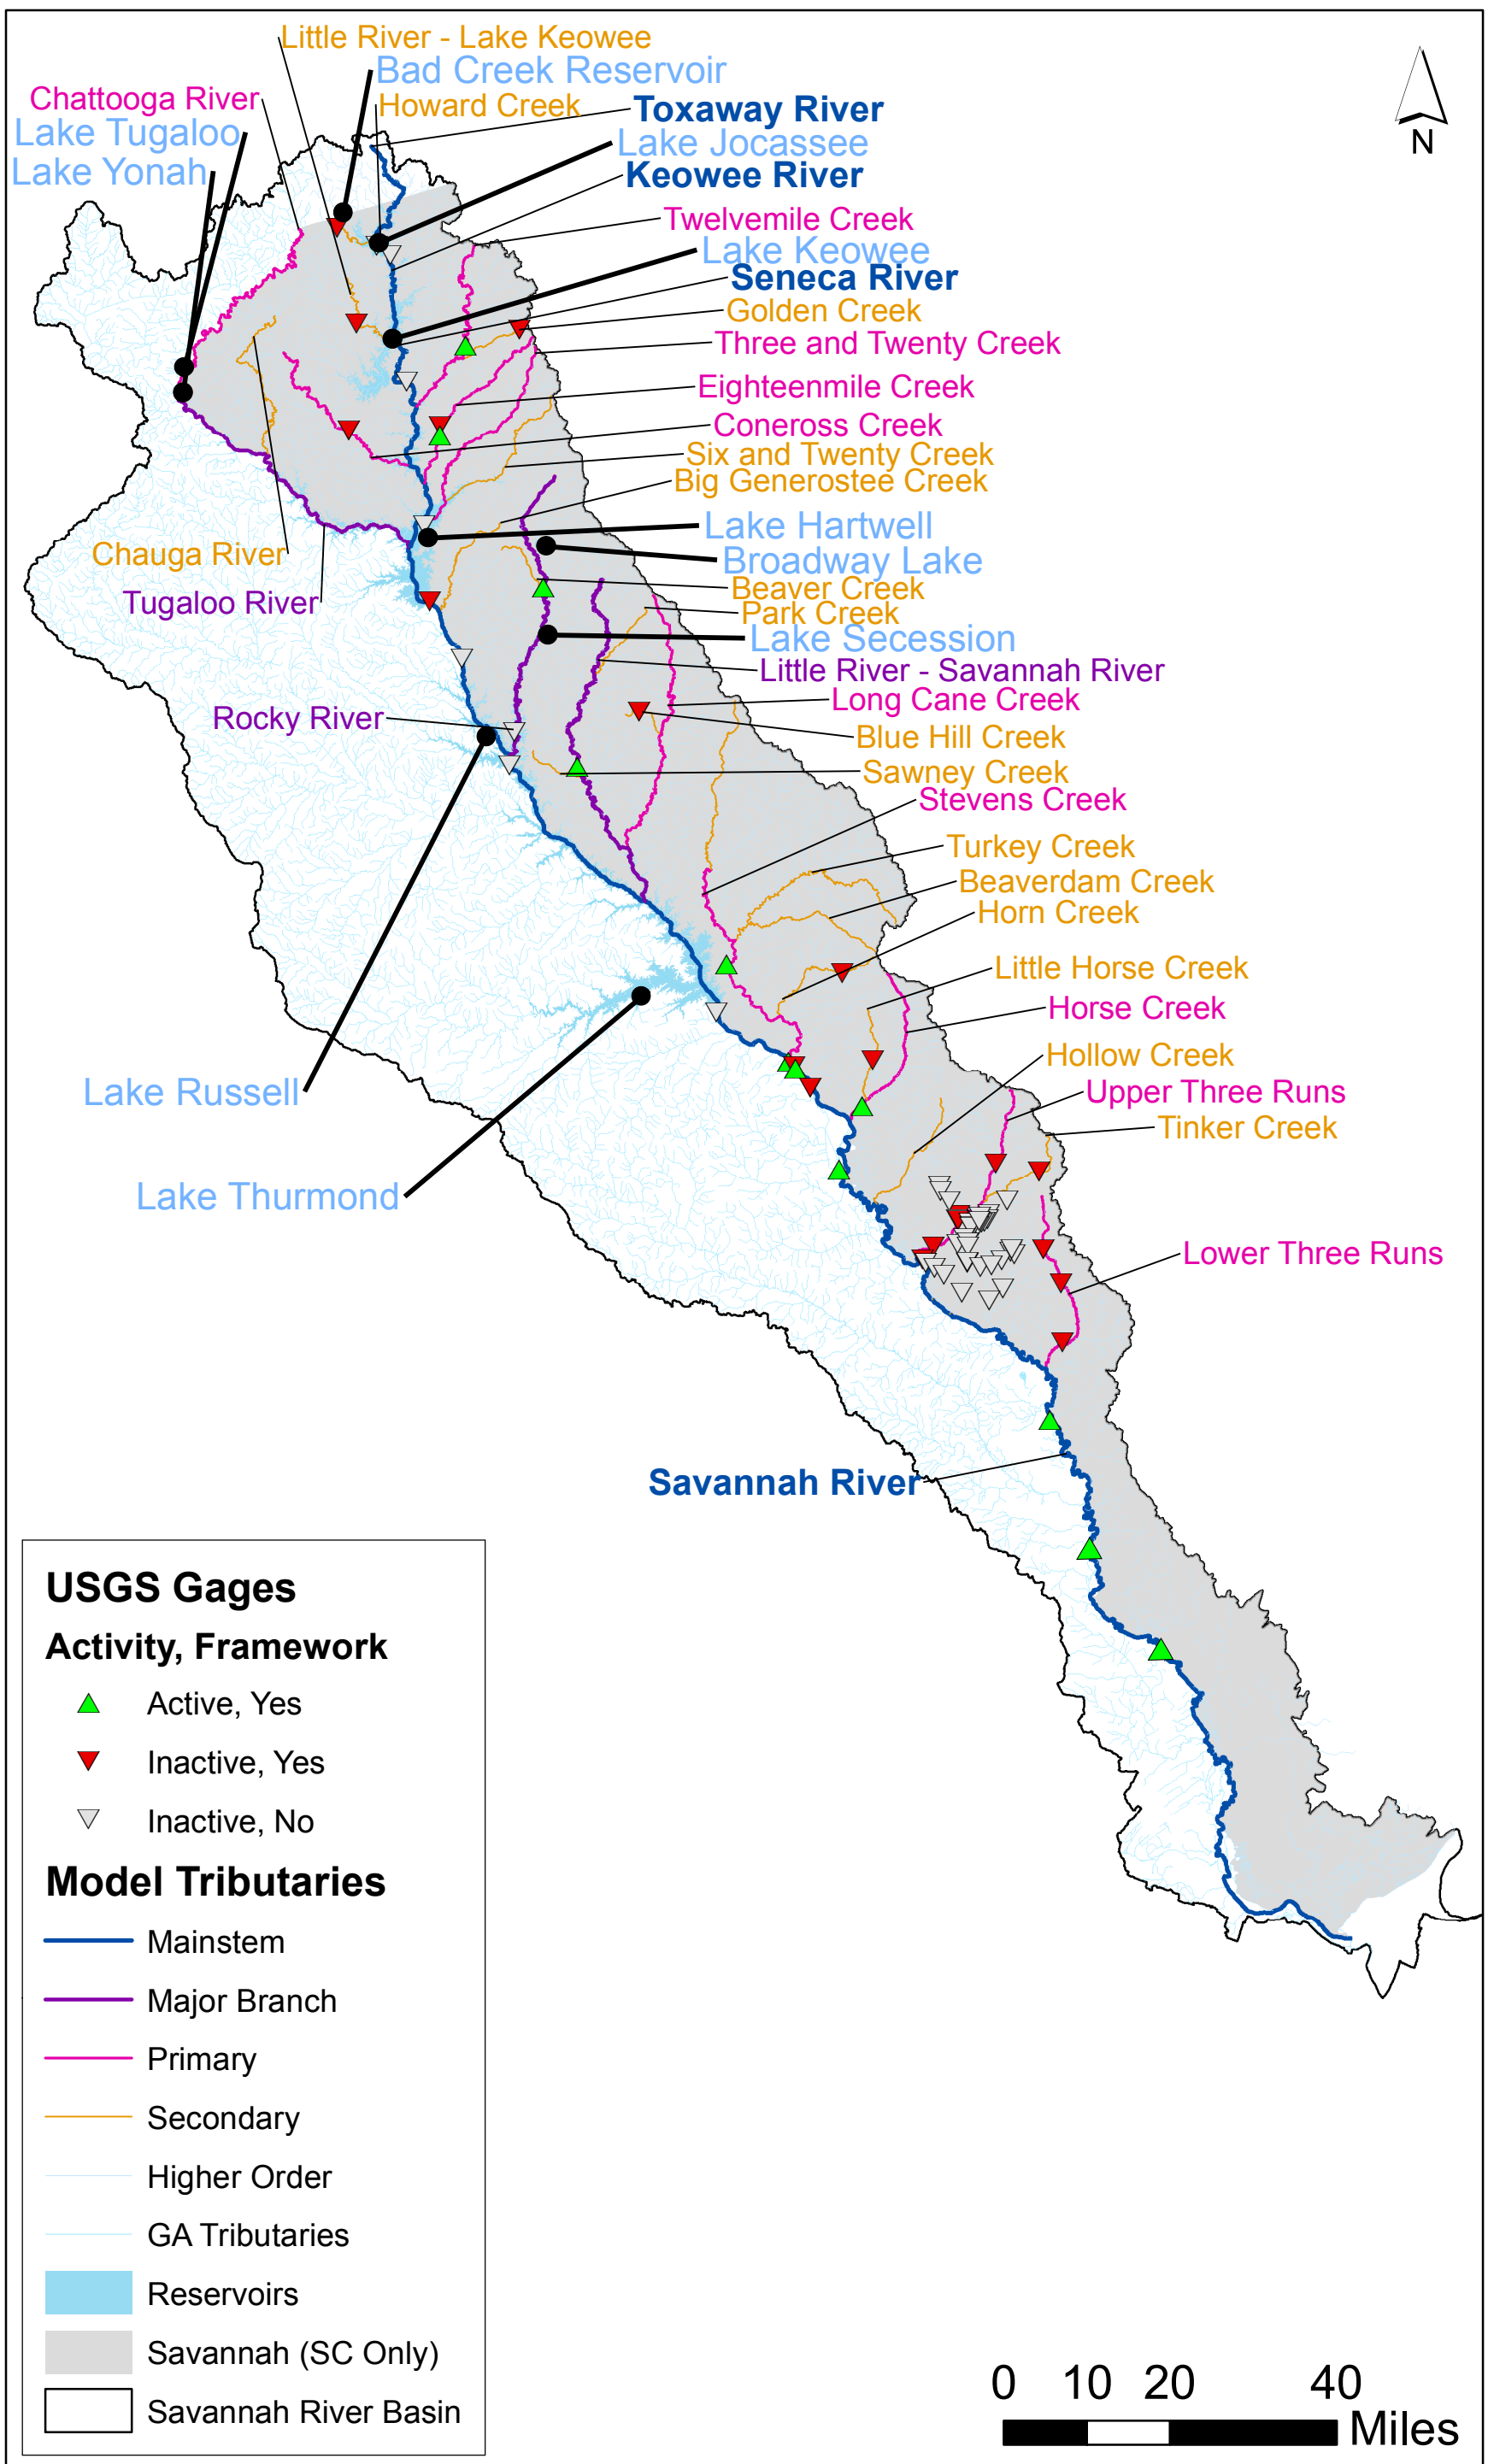 Little River - Lake Keowee
Bad Creek Reservoir
Chattooga River
Howard Creek
Toxaway River
Lake Tugaloo
Lake Jocassee
Lake Yonah
Keowee River
N
Twelvemile Creek
Lake Keowee
Seneca River
Golden Creek
Three and Twenty Creek
Eighteenmile Creek
Coneross Creek
Six and Twenty Creek
Big Generostee Creek
Lake Hartwell
Chauga River
Broadway Lake
Beaver Creek
Tugaloo River
Park Creek
Lake Secession
Little River - Savannah River
Long Cane Creek
Rocky River
Blue Hill Creek
Sawney Creek
Stevens Creek
Turkey Creek
Beaverdam Creek
Horn Creek
Little Horse Creek
Horse Creek
Hollow Creek
Lake Russell
Upper Three Runs
Tinker Creek
Lake Thurmond
Lower Three Runs
Savannah River
USGS Gages
Activity, Framework
Active, Yes
Inactive, Yes
Inactive, No
Model Tributaries
Mainstem
Major Branch
Primary
Secondary
Higher Order
GA Tributaries
Reservoirs
Savannah (SC Only)
Savannah River Basin
0 10 20 40
Miles